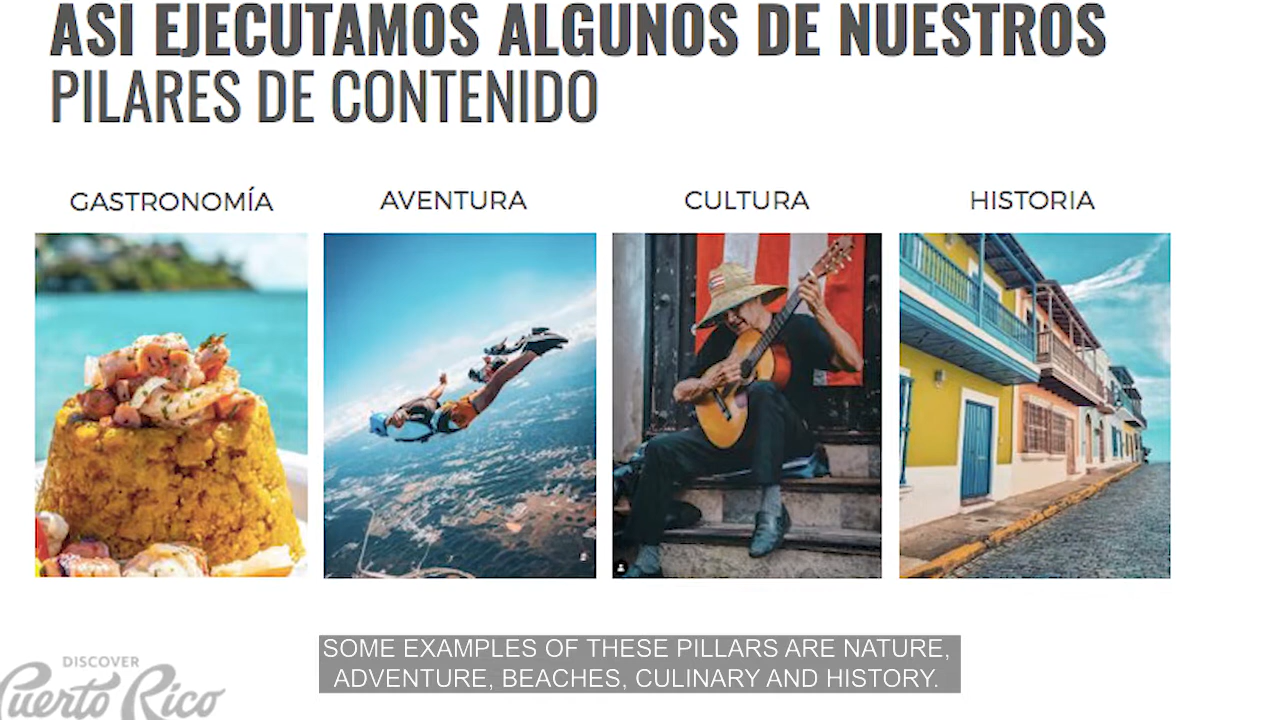 ASI EJECUTAMOS ALGUNOS DE NUESTROS
PILARES DE CONTENIDO
GASTRONOMÍA
AVENTURA
CULTURA
HISTORIA
SOME EXAMPLES OF THESE PILLARS ARE NATURE,
ADVENTURE, BEACHES, CULINARY AND HISTORY.
DISCOVER
Puerto Rico